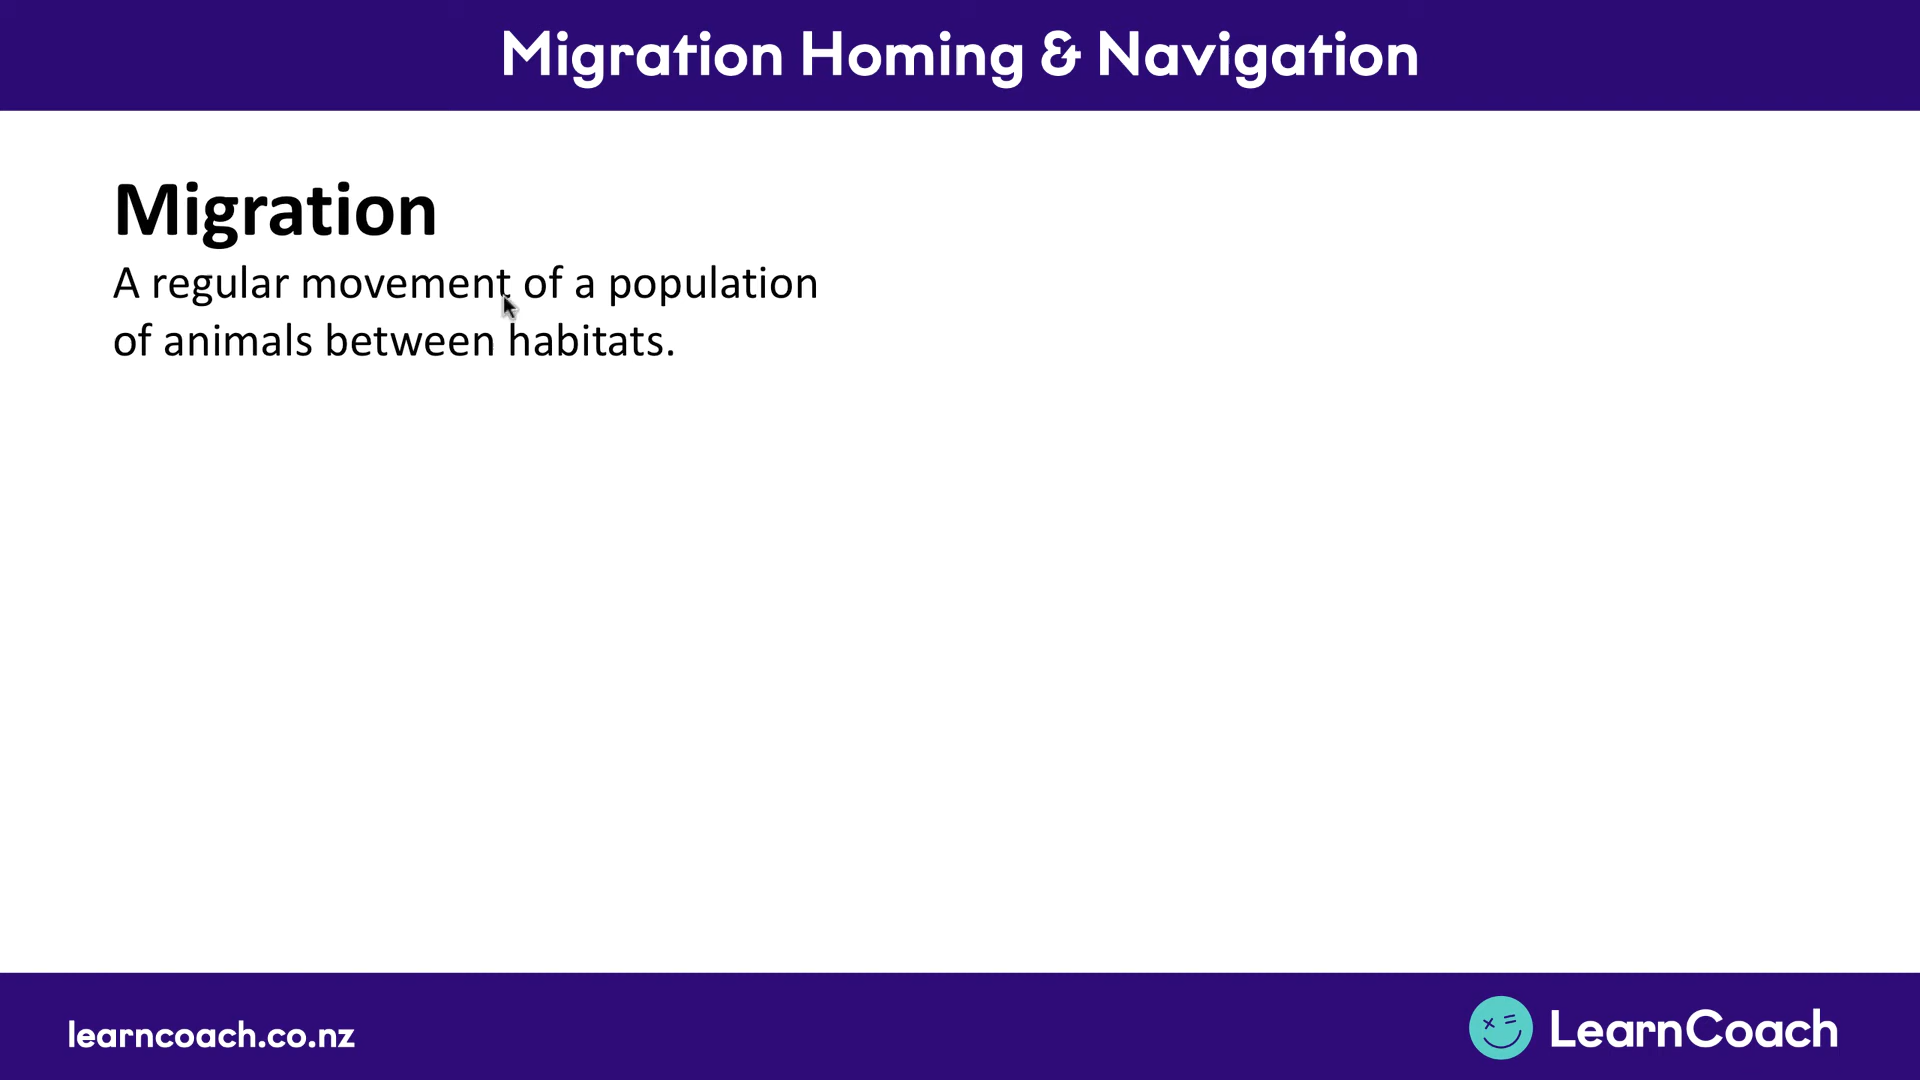 Migration Homing & Navigation
Migration
A regular movement of a population
of animals between habitats.
learncoach.co.nz
LearnCoach